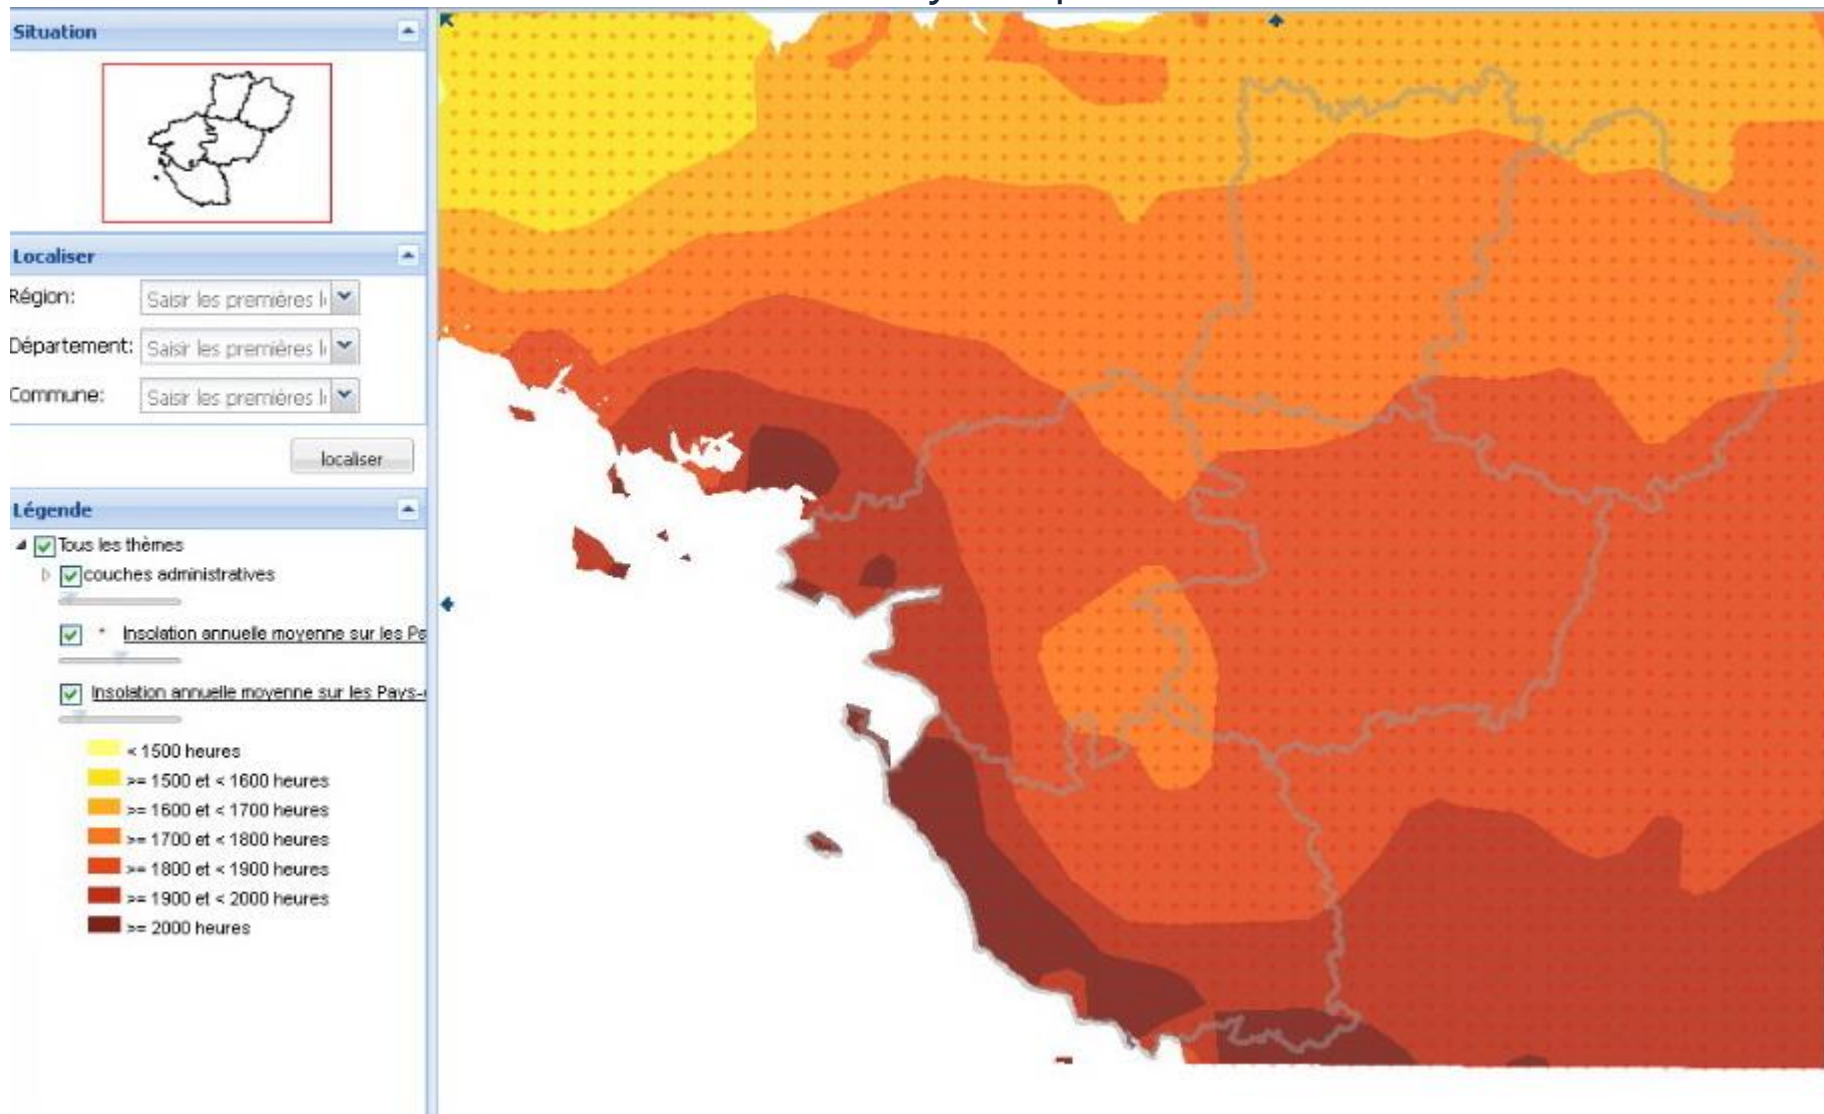 Situation
Localiser
Région:
Saisir les premières l
Département:
Saisir les premières l
Commune:
Saisir les premières l
localiser
Légende
Tous les thèmes
couches administratives
Insolation annuelle moyenne sur les Pa
Insolation annuelle moyenne sur les Pays-
< 1500 heures
>= 1500 et < 1600 heures
>= 1600 et < 1700 heures
>= 1700 et < 1800 heures
>= 1800 et < 1900 heures
>= 1900 et < 2000 heures
>= 2000 heures